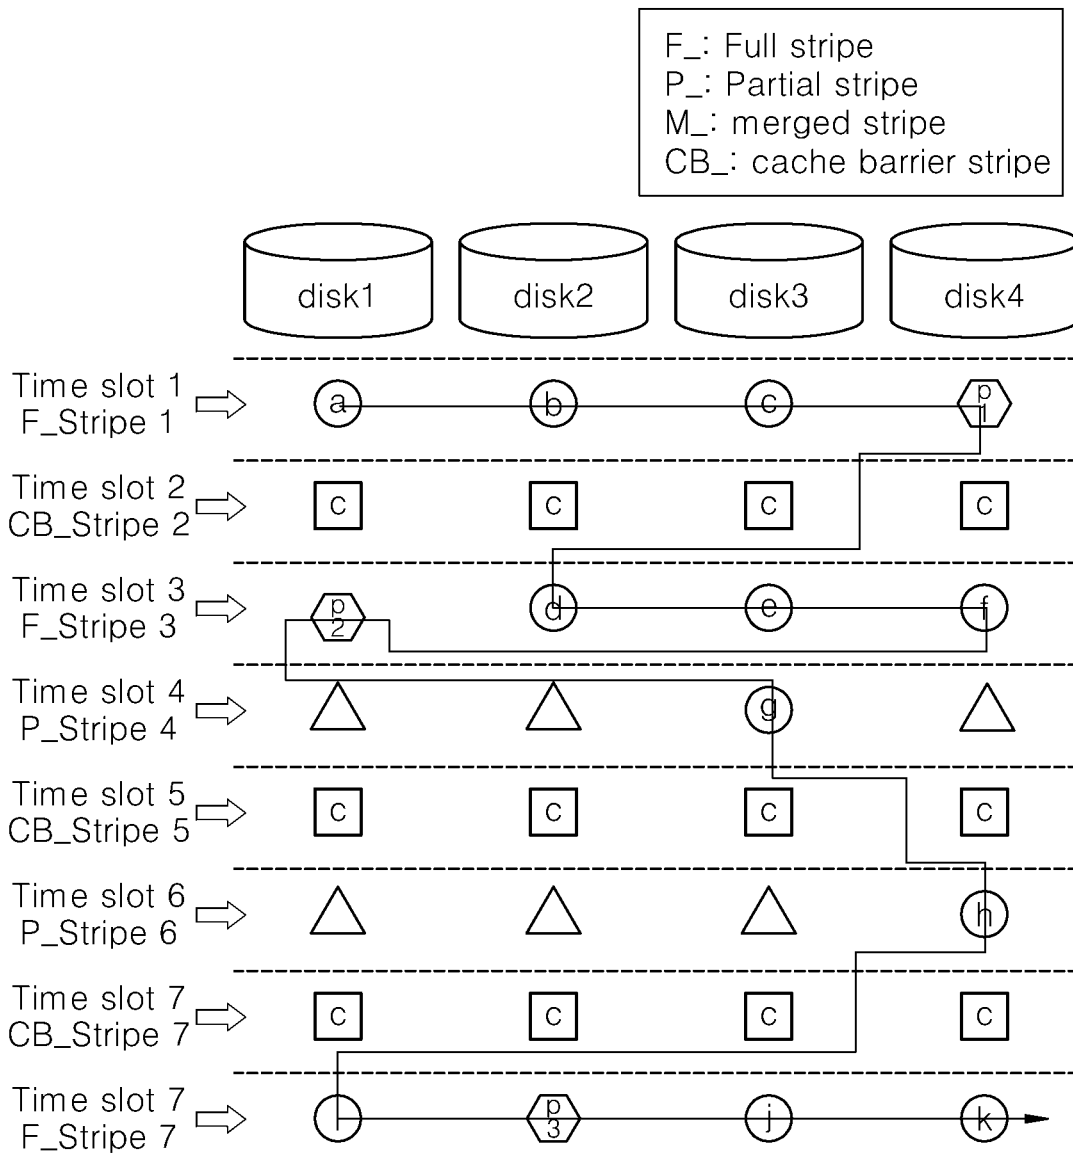 F_: Full stripe
P_: Partial stripe
M_: merged stripe
CB_: cache barrier stripe
disk1 disk2 disk3 disk4
Time slot 1
F_Stripe 1
a b c p1
Time slot 2
CB_Stripe 2
c c c c
Time slot 3
F_Stripe 3
p2 d e f
Time slot 4
P_Stripe 4
g
Time slot 5
CB_Stripe 5
c c c c
Time slot 6
P_Stripe 6
h
Time slot 7
CB_Stripe 7
c c c c
Time slot 7
F_Stripe 7
p3 j k